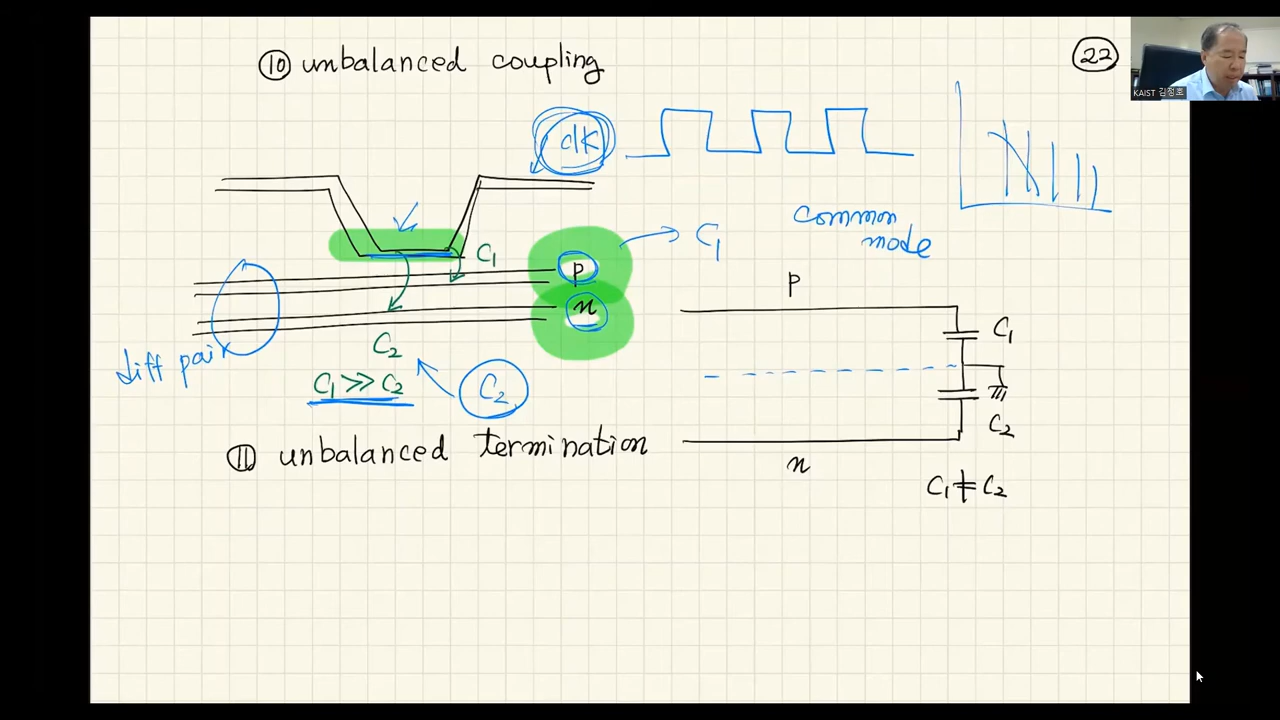 ⑩ unbalanced coupling
22
KAIST 김정호
clk
common
mode
C₁
C₁
p
n
p
C₁
diff pair
C₂
C₁ ≫ C₂
C₂
C₂
⑪ unbalanced termination
n
C₁ ≠ C₂